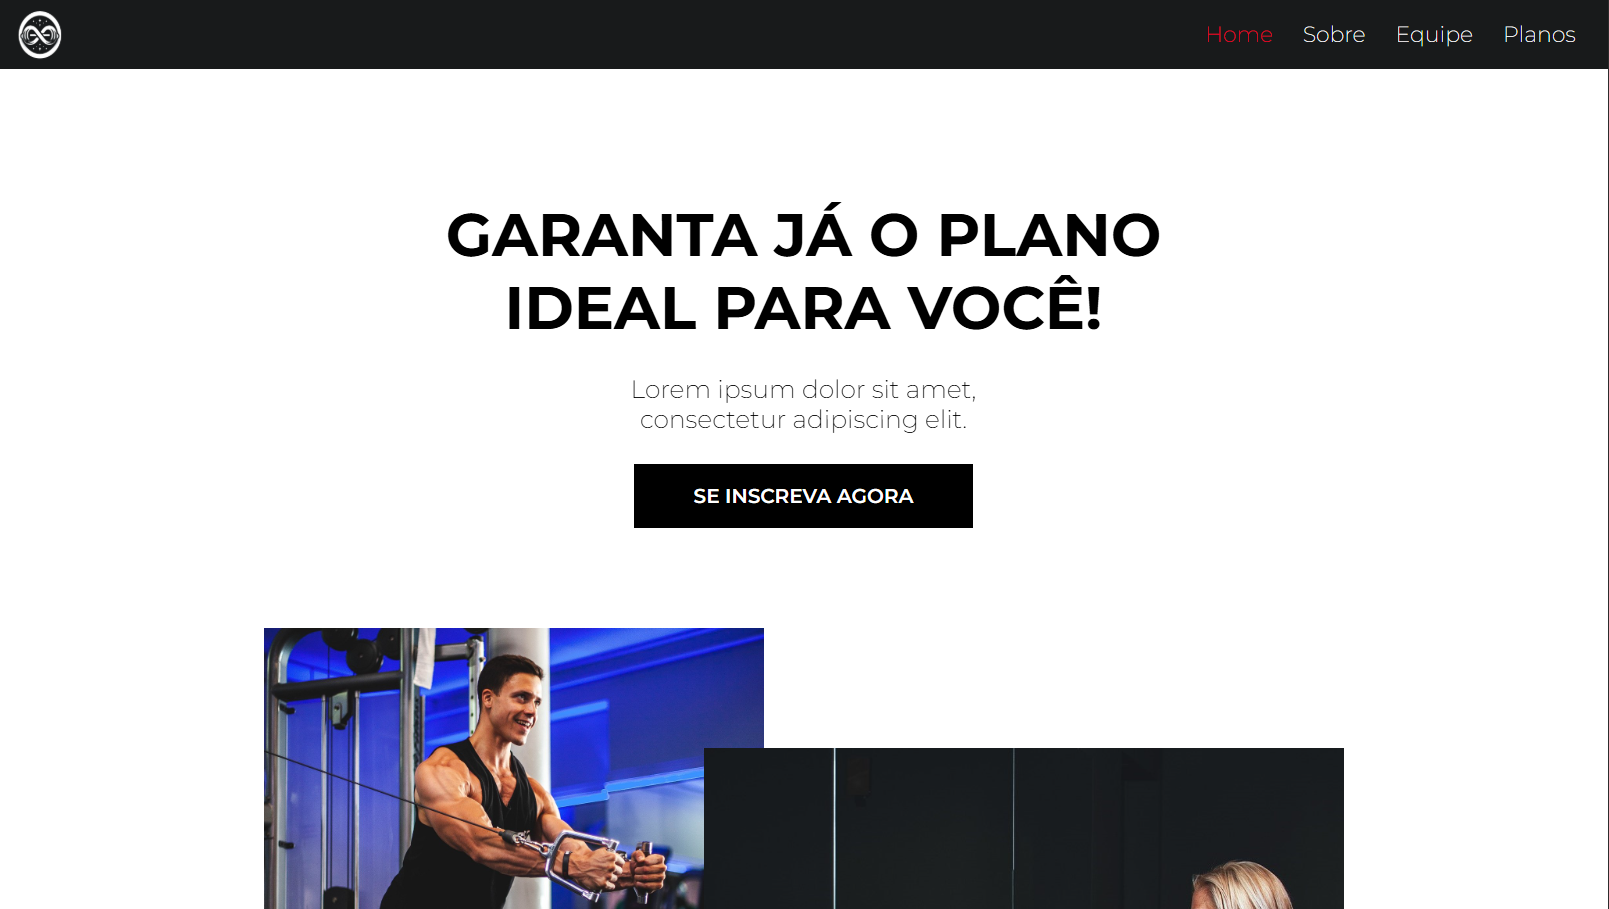 Home
Sobre
Equipe
Planos
GARANTA JÁ O PLANO
IDEAL PARA VOCÊ!
Lorem ipsum dolor sit amet,
consectetur adipiscing elit.
SE INSCREVA AGORA